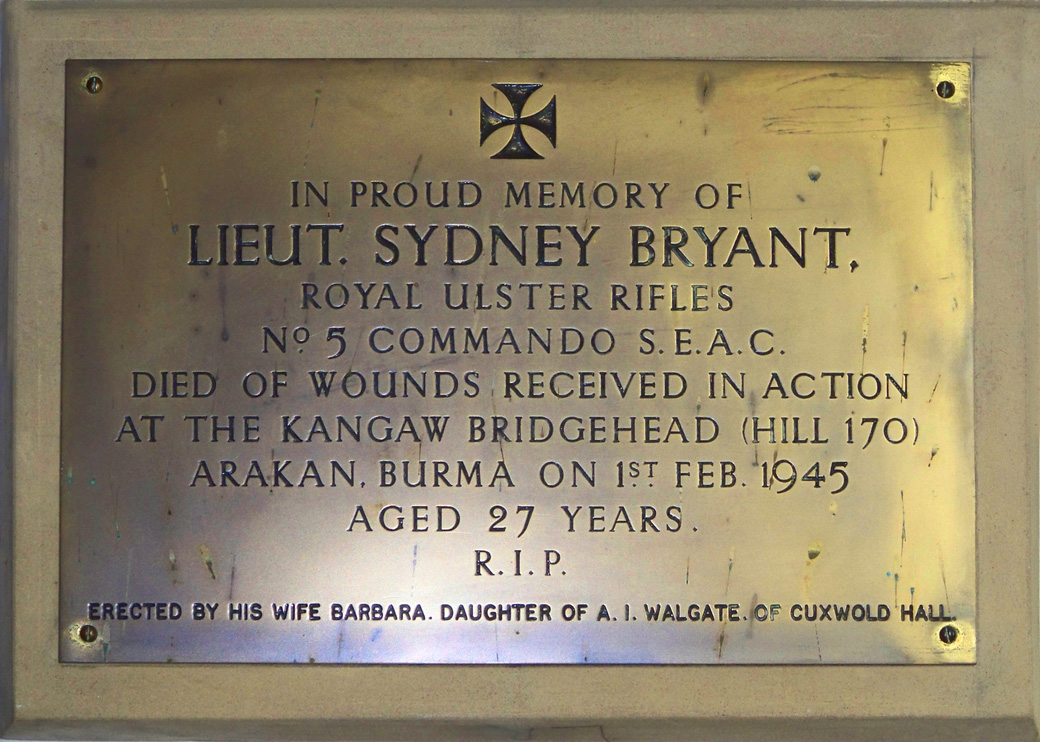 IN PROUD MEMORY OF
LIEUT. SYDNEY BRYANT,
ROYAL ULSTER RIFLES
Nº 5 COMMANDO S.E.A.C.
DIED OF WOUNDS RECEIVED IN ACTION
AT THE KANGAW BRIDGEHEAD (HILL 170)
ARAKAN, BURMA ON 1ST FEB. 1945
AGED 27 YEARS.
R.I.P.
ERECTED BY HIS WIFE BARBARA. DAUGHTER OF A. I. WALGATE. OF CUXWOLD HALL.